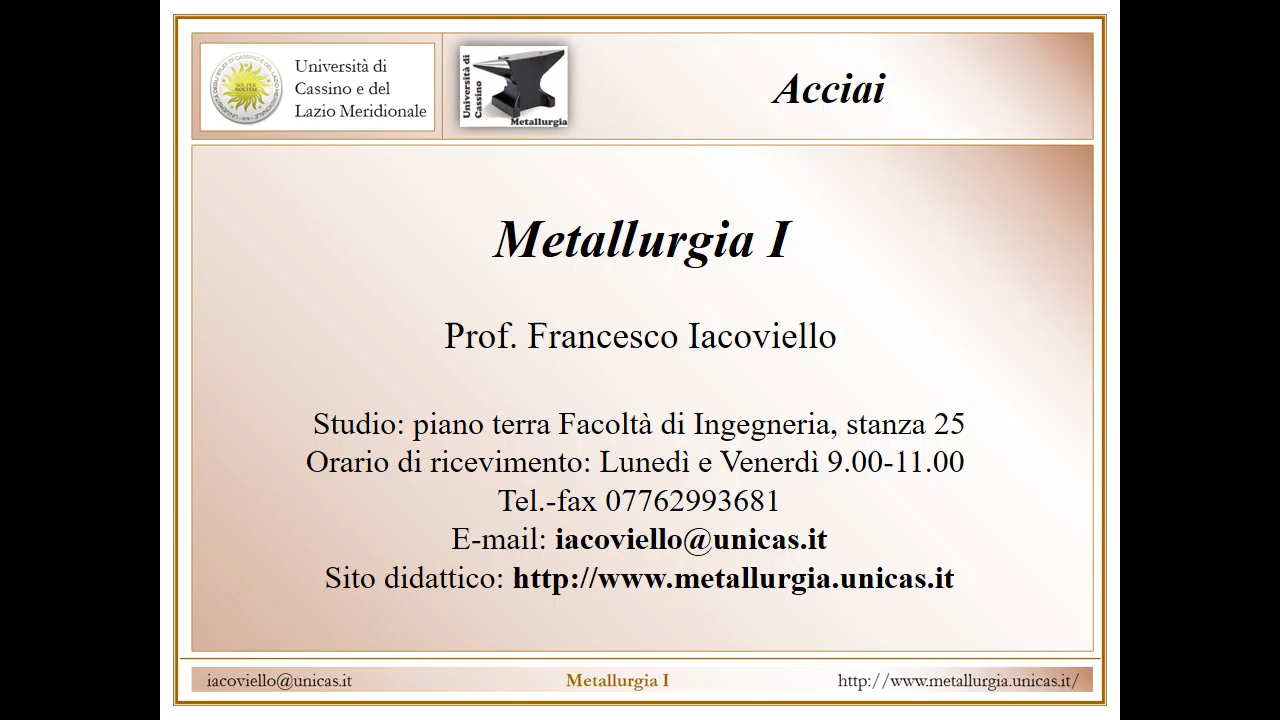 Università di
Cassino e del
Lazio Meridionale
Università di
Cassino
Metallurgia
Acciai
Metallurgia I
Prof. Francesco Iacoviello
Studio: piano terra Facoltà di Ingegneria, stanza 25
Orario di ricevimento: Lunedì e Venerdì 9.00-11.00
Tel.-fax 07762993681
E-mail: iacoviello@unicas.it
Sito didattico: http://www.metallurgia.unicas.it
iacoviello@unicas.it
Metallurgia I
http://www.metallurgia.unicas.it/